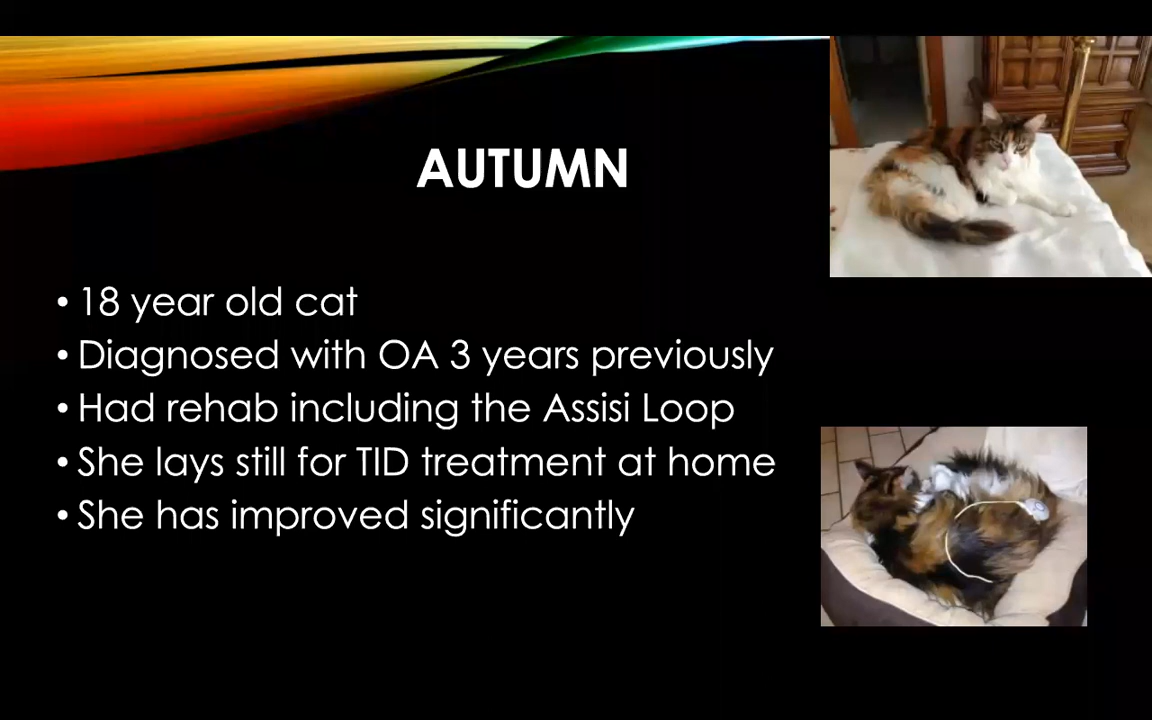 AUTUMN
• 18 year old cat
• Diagnosed with OA 3 years previously
• Had rehab including the Assisi Loop
• She lays still for TID treatment at home
• She has improved significantly